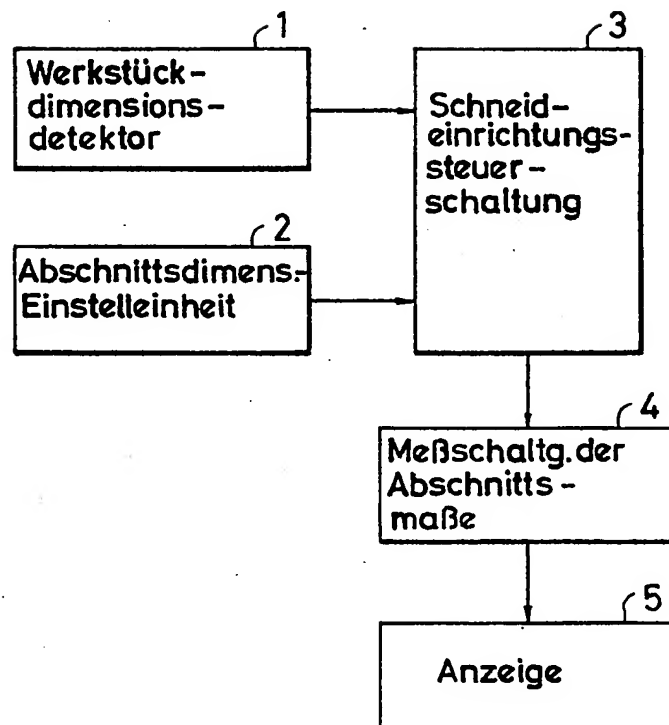 1
Werkstück-
dimensions-
detektor
2
Abschnittsdimens.-
Einstelleinheit
3
Schneid-
einrichtungs-
steuer-
schaltung
4
Meßschaltg. der
Abschnitts-
maße
5
Anzeige